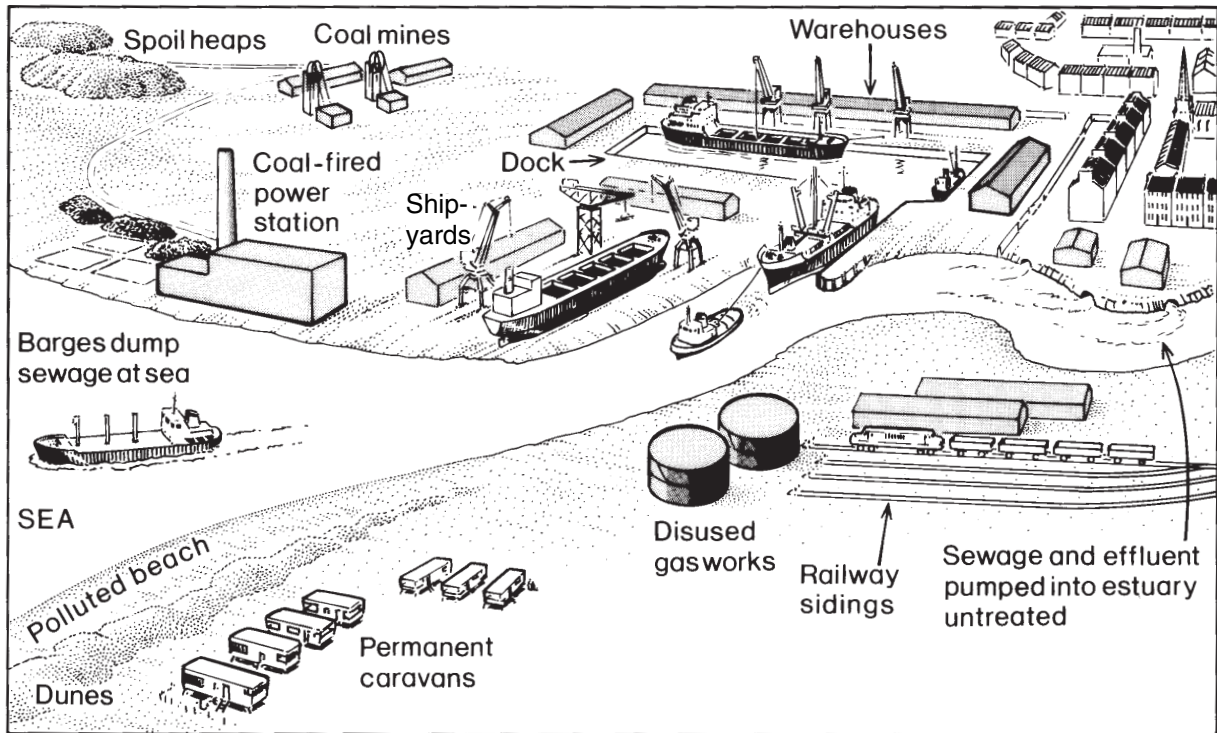 Spoil heaps
Coal mines
Warehouses
Coal-fired
power
station
Dock
Ship-
yards
Barges dump
sewage at sea
SEA
Polluted beach
Dunes
Permanent
caravans
Disused
gasworks
Railway
sidings
Sewage and effluent
pumped into estuary
untreated